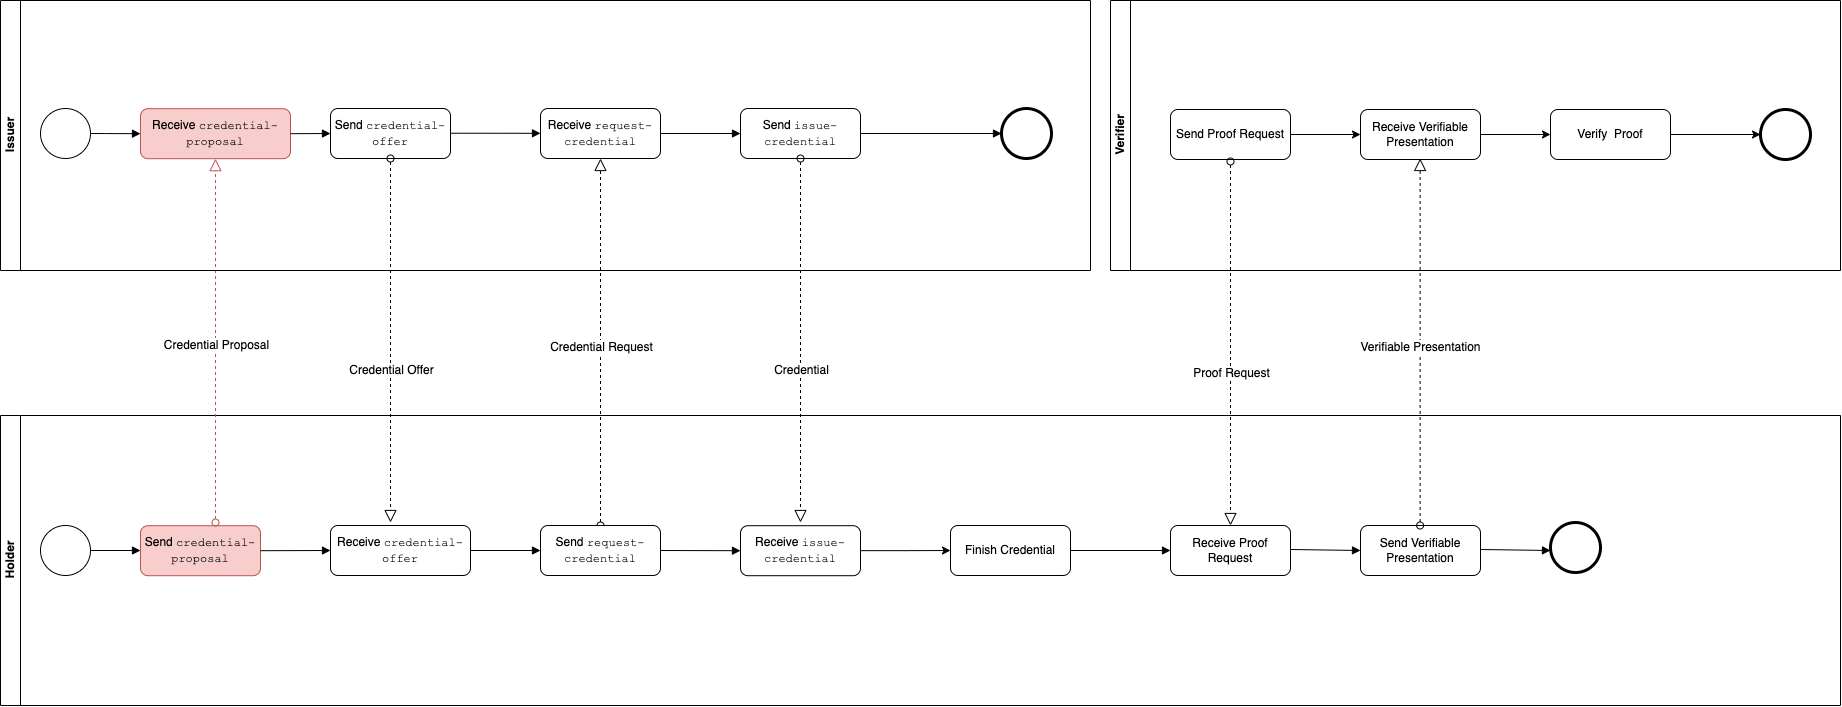 Issuer
Receive credential-
proposal
Send credential-
offer
Receive request-
credential
Send issue-
credential
Verifier
Send Proof Request
Receive Verifiable
Presentation
Verify  Proof
Credential Proposal
Credential Offer
Credential Request
Credential
Proof Request
Verifiable Presentation
Holder
Send credential-
proposal
Receive credential-
offer
Send request-
credential
Receive issue-
credential
Finish Credential
Receive Proof
Request
Send Verifiable
Presentation